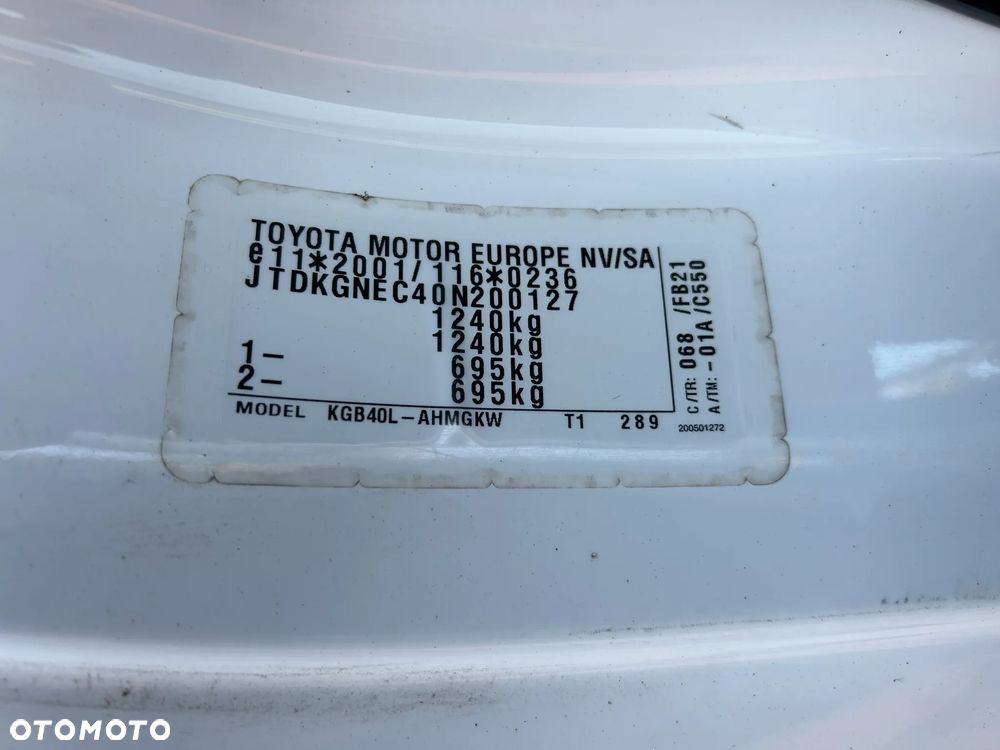 TOYOTA MOTOR EUROPE NV/SA
e11*2001/116*0236
JTDKGNEC40N200127
1240kg
1240kg
1- 695kg
2- 695kg
MODEL KGB40L-AHMGKW T1 289
C/TR: 068 /FB21
A/TM: -01A/C550
200501272
OTOMOTO